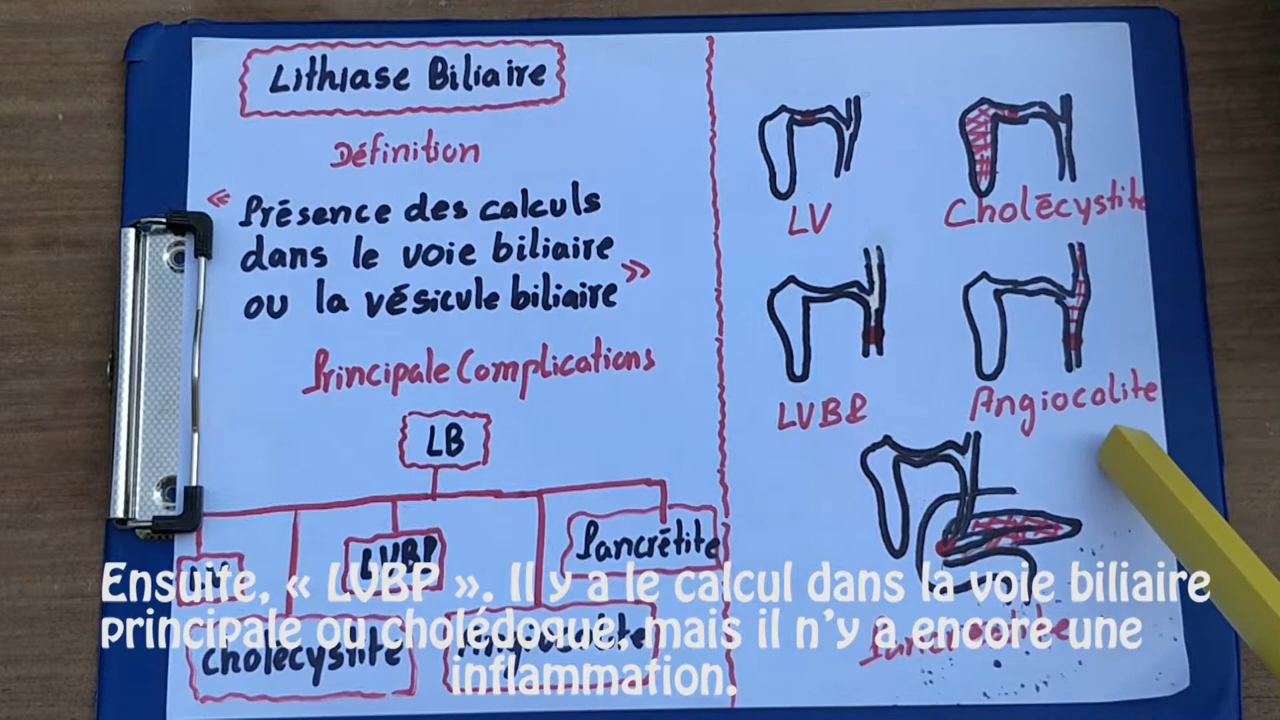 Lithiase Biliaire
Définition
« Présence des calculs
dans le voie biliaire
ou la vésicule biliaire »
Principale Complications
LB
LVBP
Pancrétite
Cholécystite
LV
Cholécystite
LVBP
Angiocolite
Ensuite, « LVBP ». Il y a le calcul dans la voie biliaire
principale ou cholédoque, mais il n'y a encore une
inflammation.